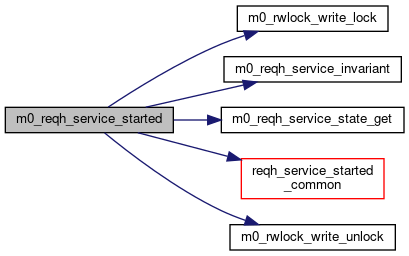 m0_rwlock_write_lock
m0_reqh_service_invariant
m0_reqh_service_started
m0_reqh_service_state_get
reqh_service_started
_common
m0_rwlock_write_unlock